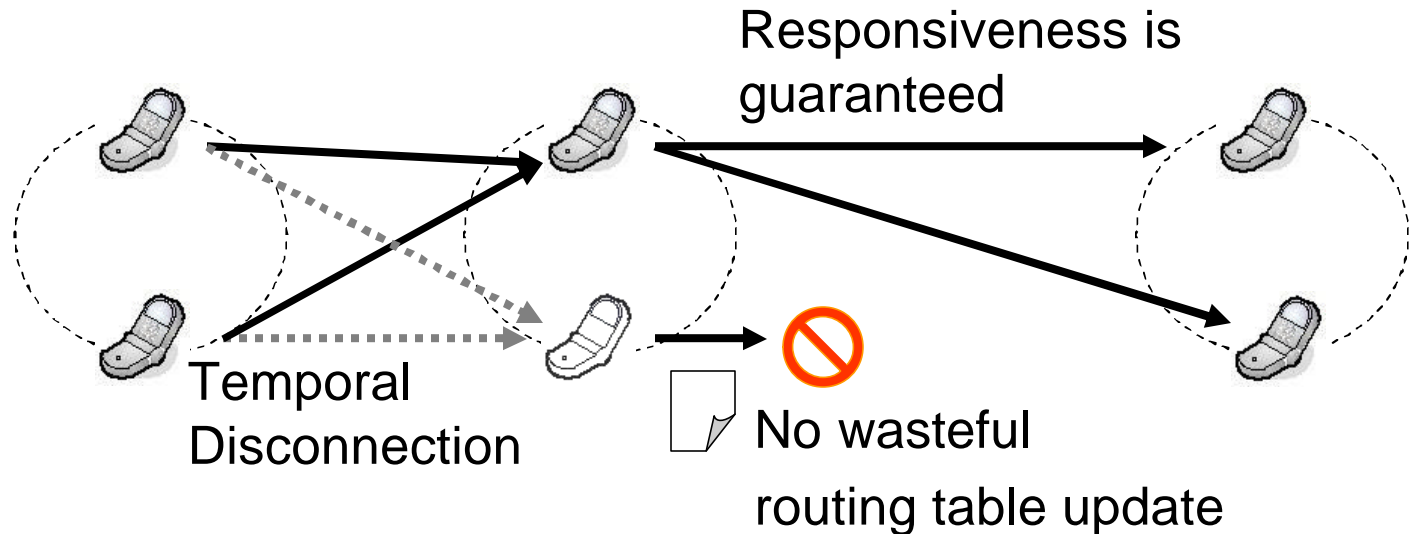 Responsiveness is
guaranteed
Temporal
Disconnection
No wasteful
routing table update